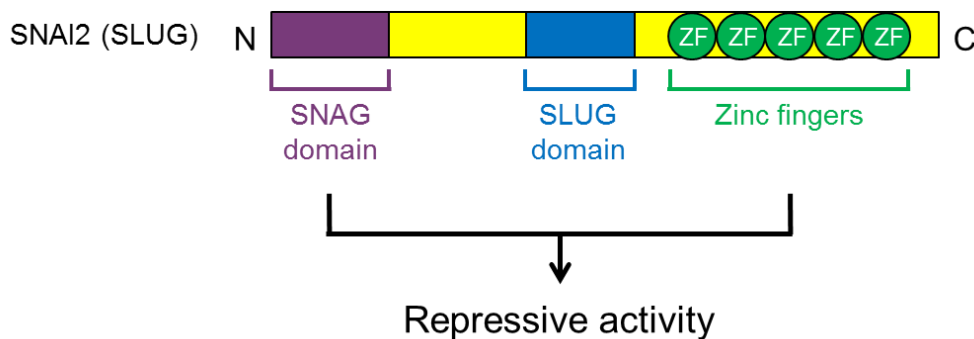 SNAI2 (SLUG) N ZF ZF ZF ZF ZF C
SNAG
domain
SLUG
domain
Zinc fingers
Repressive activity